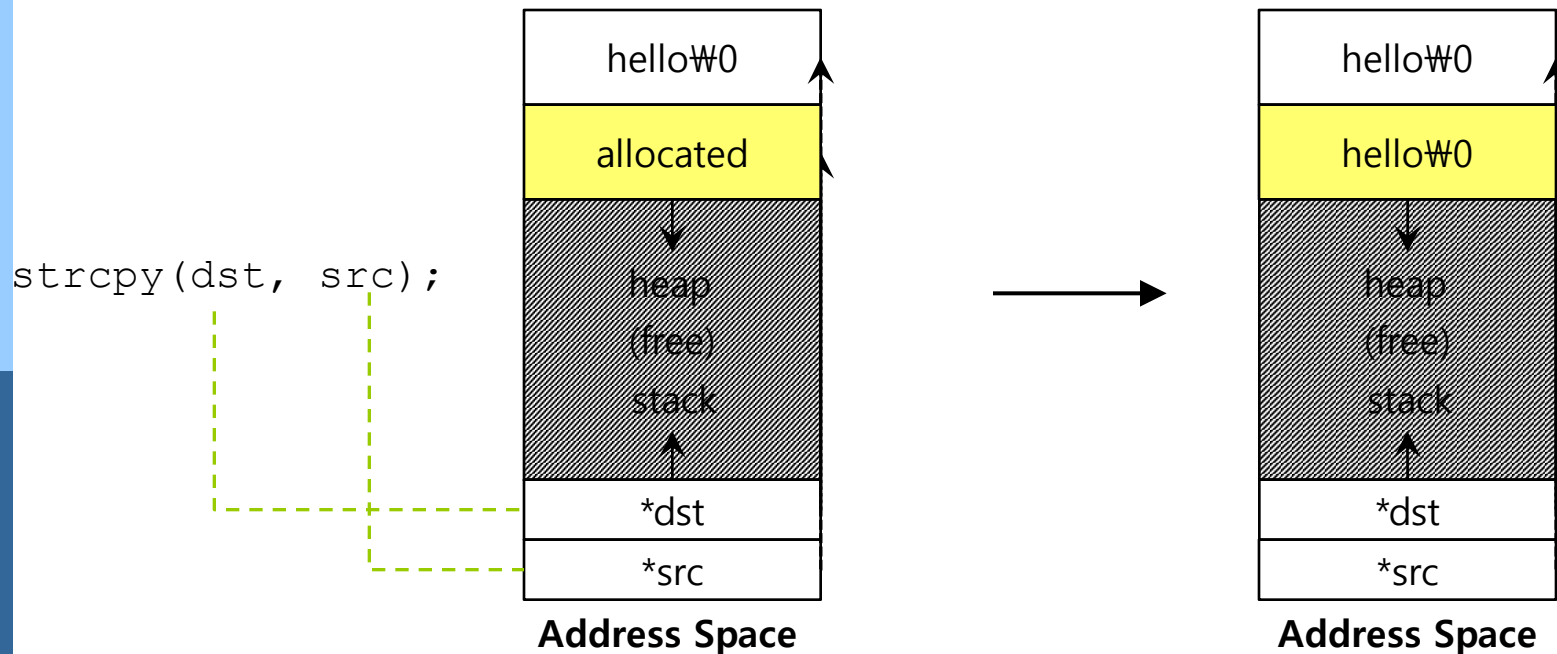 strcpy(dst, src);
hello₩0
allocated
heap
(free)
stack
*dst
*src
Address Space
hello₩0
hello₩0
heap
(free)
stack
*dst
*src
Address Space